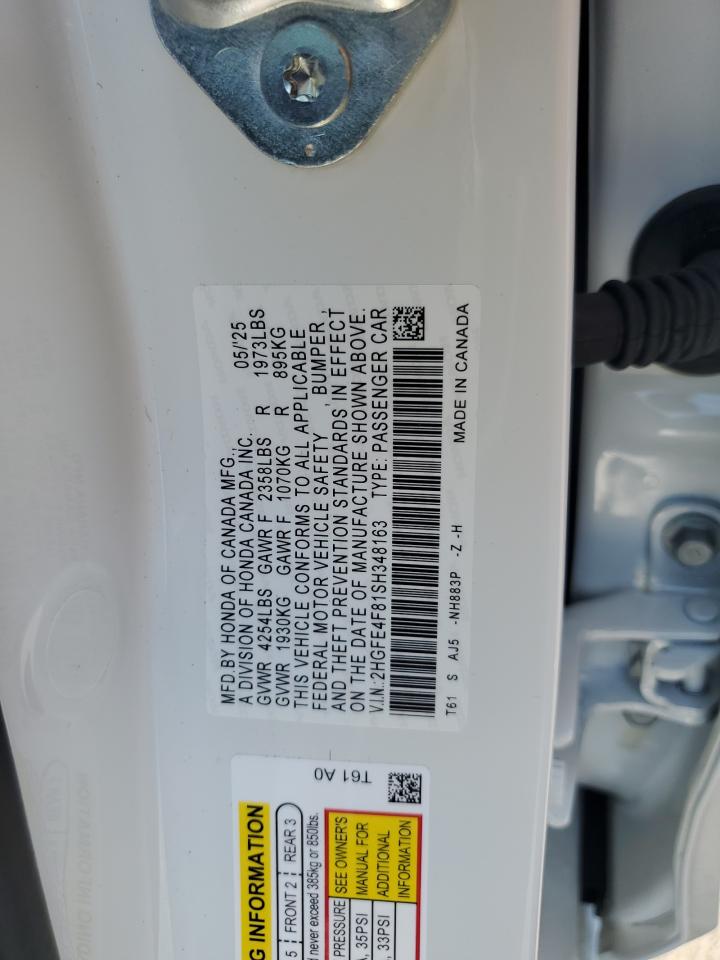 MFD. BY HONDA OF CANADA MFG., 05/'25
A DIVISION OF HONDA CANADA INC.
GVWR 4254LBS GAWR F 2358LBS R 1973LBS
GVWR 1930KG GAWR F 1070KG R 895KG
THIS VEHICLE CONFORMS TO ALL APPLICABLE
FEDERAL MOTOR VEHICLE SAFETY , BUMPER ,
AND THEFT PREVENTION STANDARDS IN EFFECT
ON THE DATE OF MANUFACTURE SHOWN ABOVE.
V.I.N.:2HGFE4F81SH348163 TYPE: PASSENGER CAR
T61 S AJ5 -NH883P -Z -H MADE IN CANADA
T61 A0
G INFORMATION
5 FRONT 2 REAR 3
never exceed 385kg or 850lbs.
PRESSURE SEE OWNER'S
35PSI MANUAL FOR
ADDITIONAL
33PSI INFORMATION